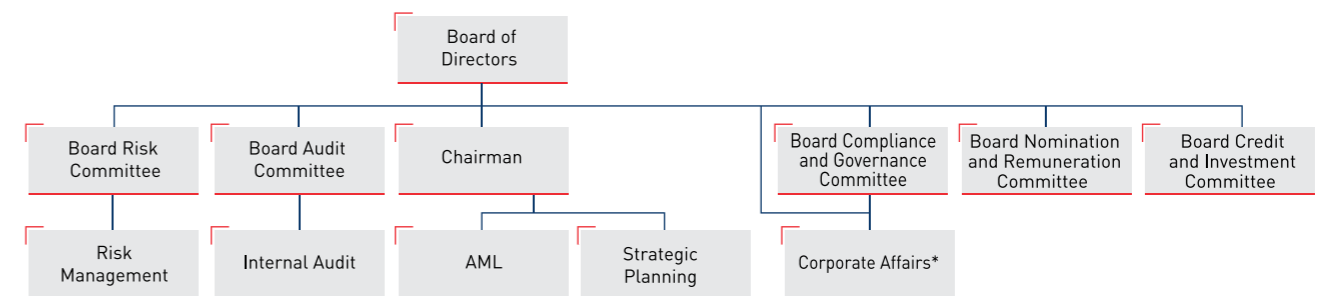 Board of
Directors
Board Risk
Committee
Board Audit
Committee
Chairman
Board Compliance
and Governance
Committee
Board Nomination
and Remuneration
Committee
Board Credit
and Investment
Committee
Risk
Management
Internal Audit
AML
Strategic
Planning
Corporate Affairs*